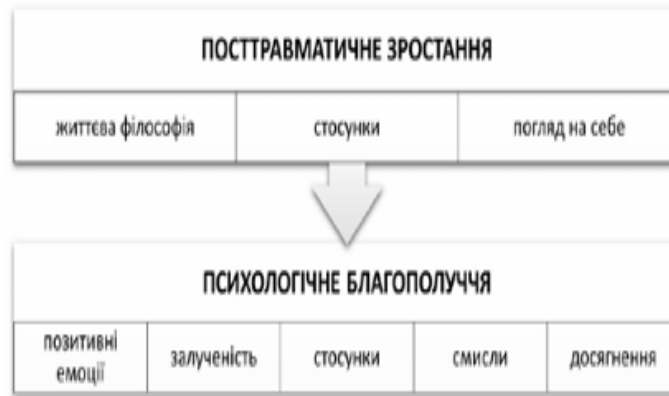 ПОСТТРАВМАТИЧНЕ ЗРОСТАННЯ
життєва філософія стосунки погляд на себе
ПСИХОЛОГІЧНЕ БЛАГОПОЛУЧЧЯ
позитивні
емоції залученість стосунки смисли досягнення